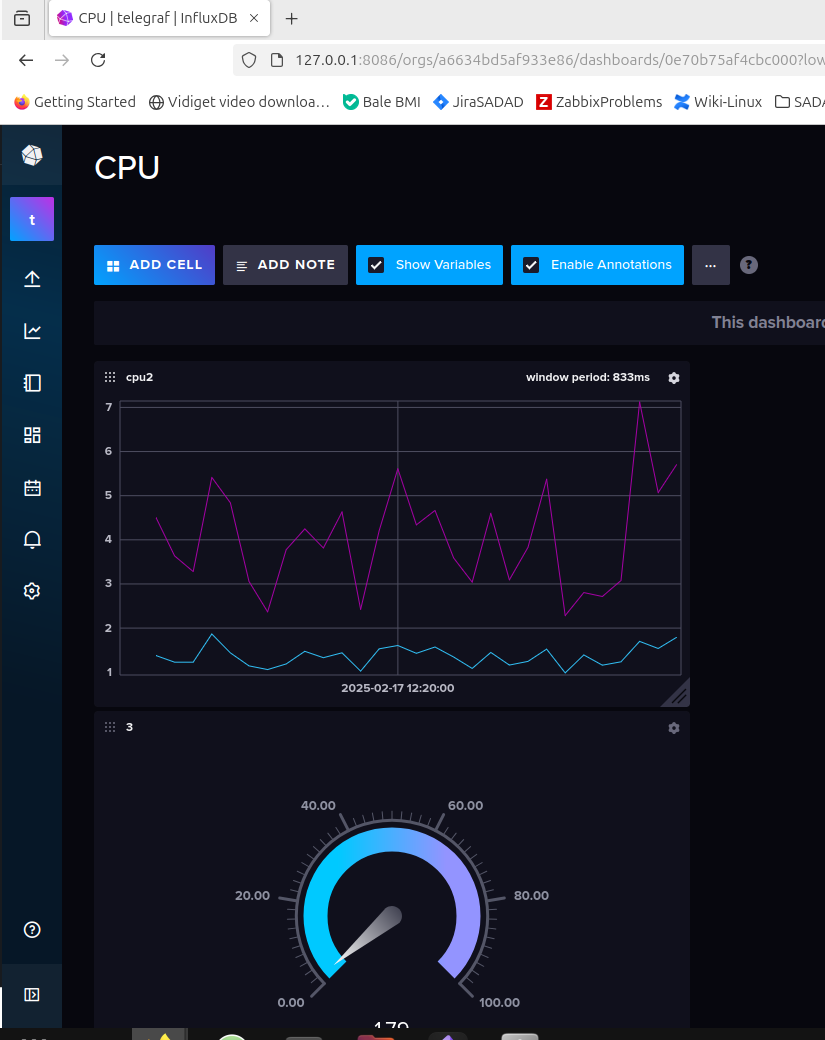 CPU | telegraf | InfluxDB
127.0.0.1:8086/orgs/a6634bd5af933e86/dashboards/0e70b75af4cbc000?low
Getting Started
Vidiget video downloa…
Bale BMI
JiraSADAD
Z
ZabbixProblems
Wiki-Linux
SADA
CPU
t
ADD CELL
ADD NOTE
Show Variables
Enable Annotations
...
?
This dashboard
cpu2
window period: 833ms
7
6
5
4
3
2
1
2025-02-17 12:20:00
3
40.00
60.00
20.00
80.00
0.00
100.00